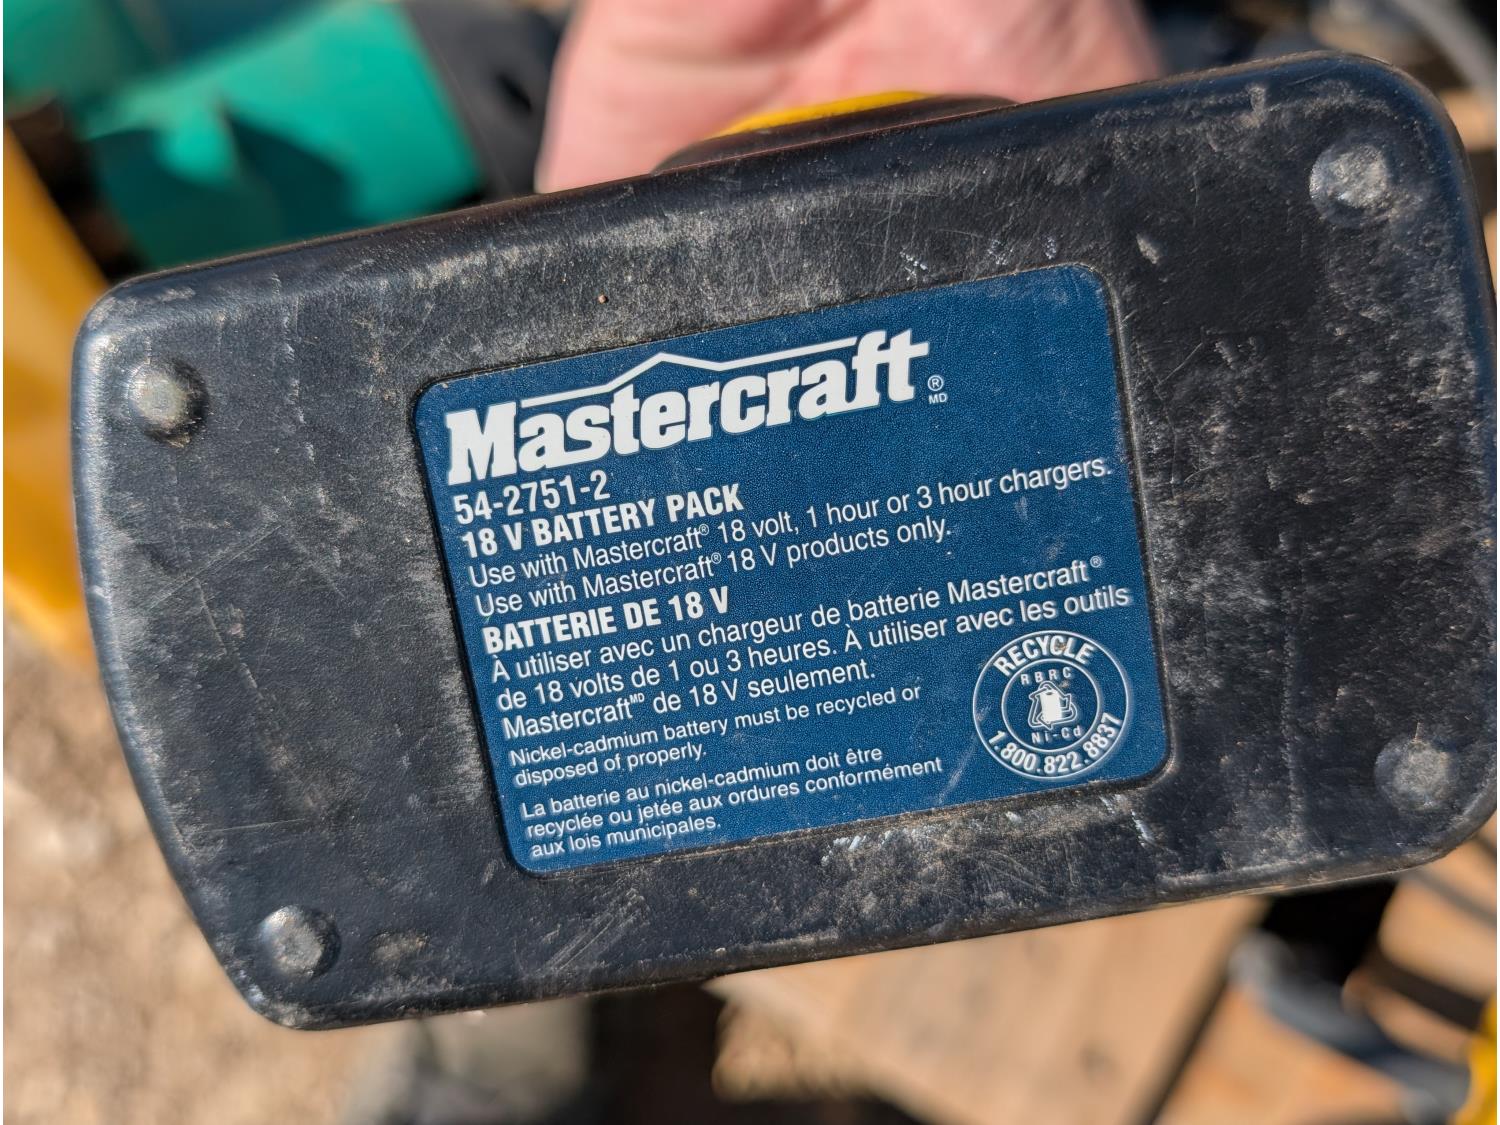 Mastercraft®
MD
54-2751-2
18 V BATTERY PACK
Use with Mastercraft® 18 volt, 1 hour or 3 hour chargers.
Use with Mastercraft® 18 V products only.
BATTERIE DE 18 V
À utiliser avec un chargeur de batterie Mastercraft®
de 18 volts de 1 ou 3 heures. À utiliser avec les outils
Mastercraft MD de 18 V seulement.
Nickel-cadmium battery must be recycled or
disposed of properly.
La batterie au nickel-cadmium doit être
recyclée ou jetée aux ordures conformément
aux lois municipales.
RECYCLE
RBRC
Ni-Cd
1.800.822.8837